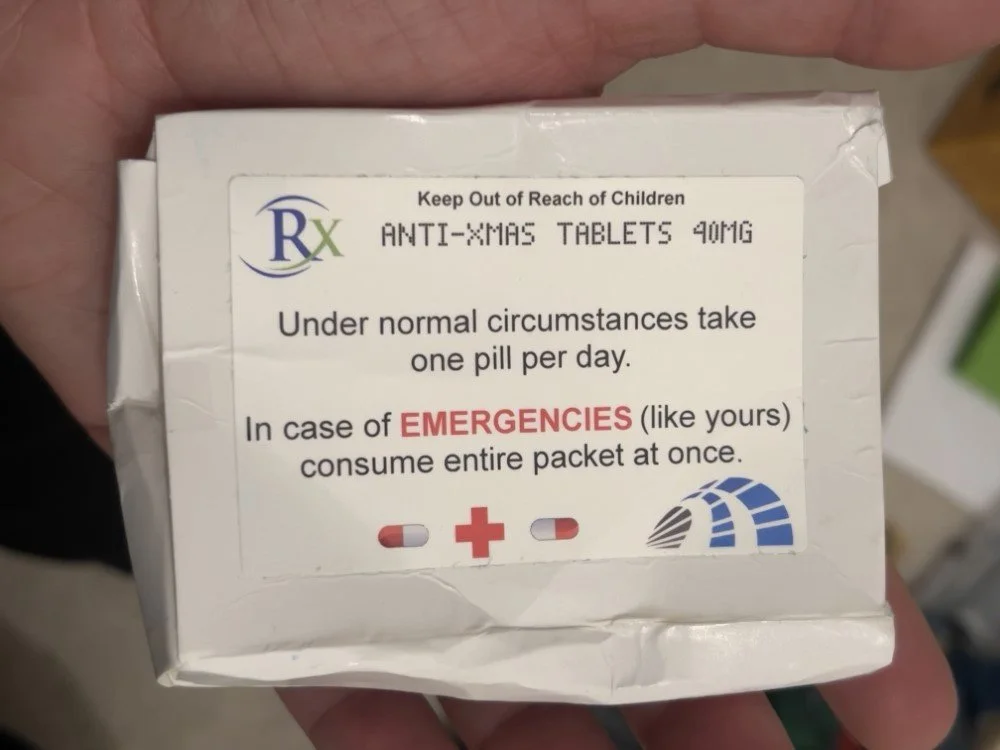 Rx
Keep Out of Reach of Children
ANTI-XMAS TABLETS 40MG
Under normal circumstances take
one pill per day.
In case of EMERGENCIES (like yours)
consume entire packet at once.